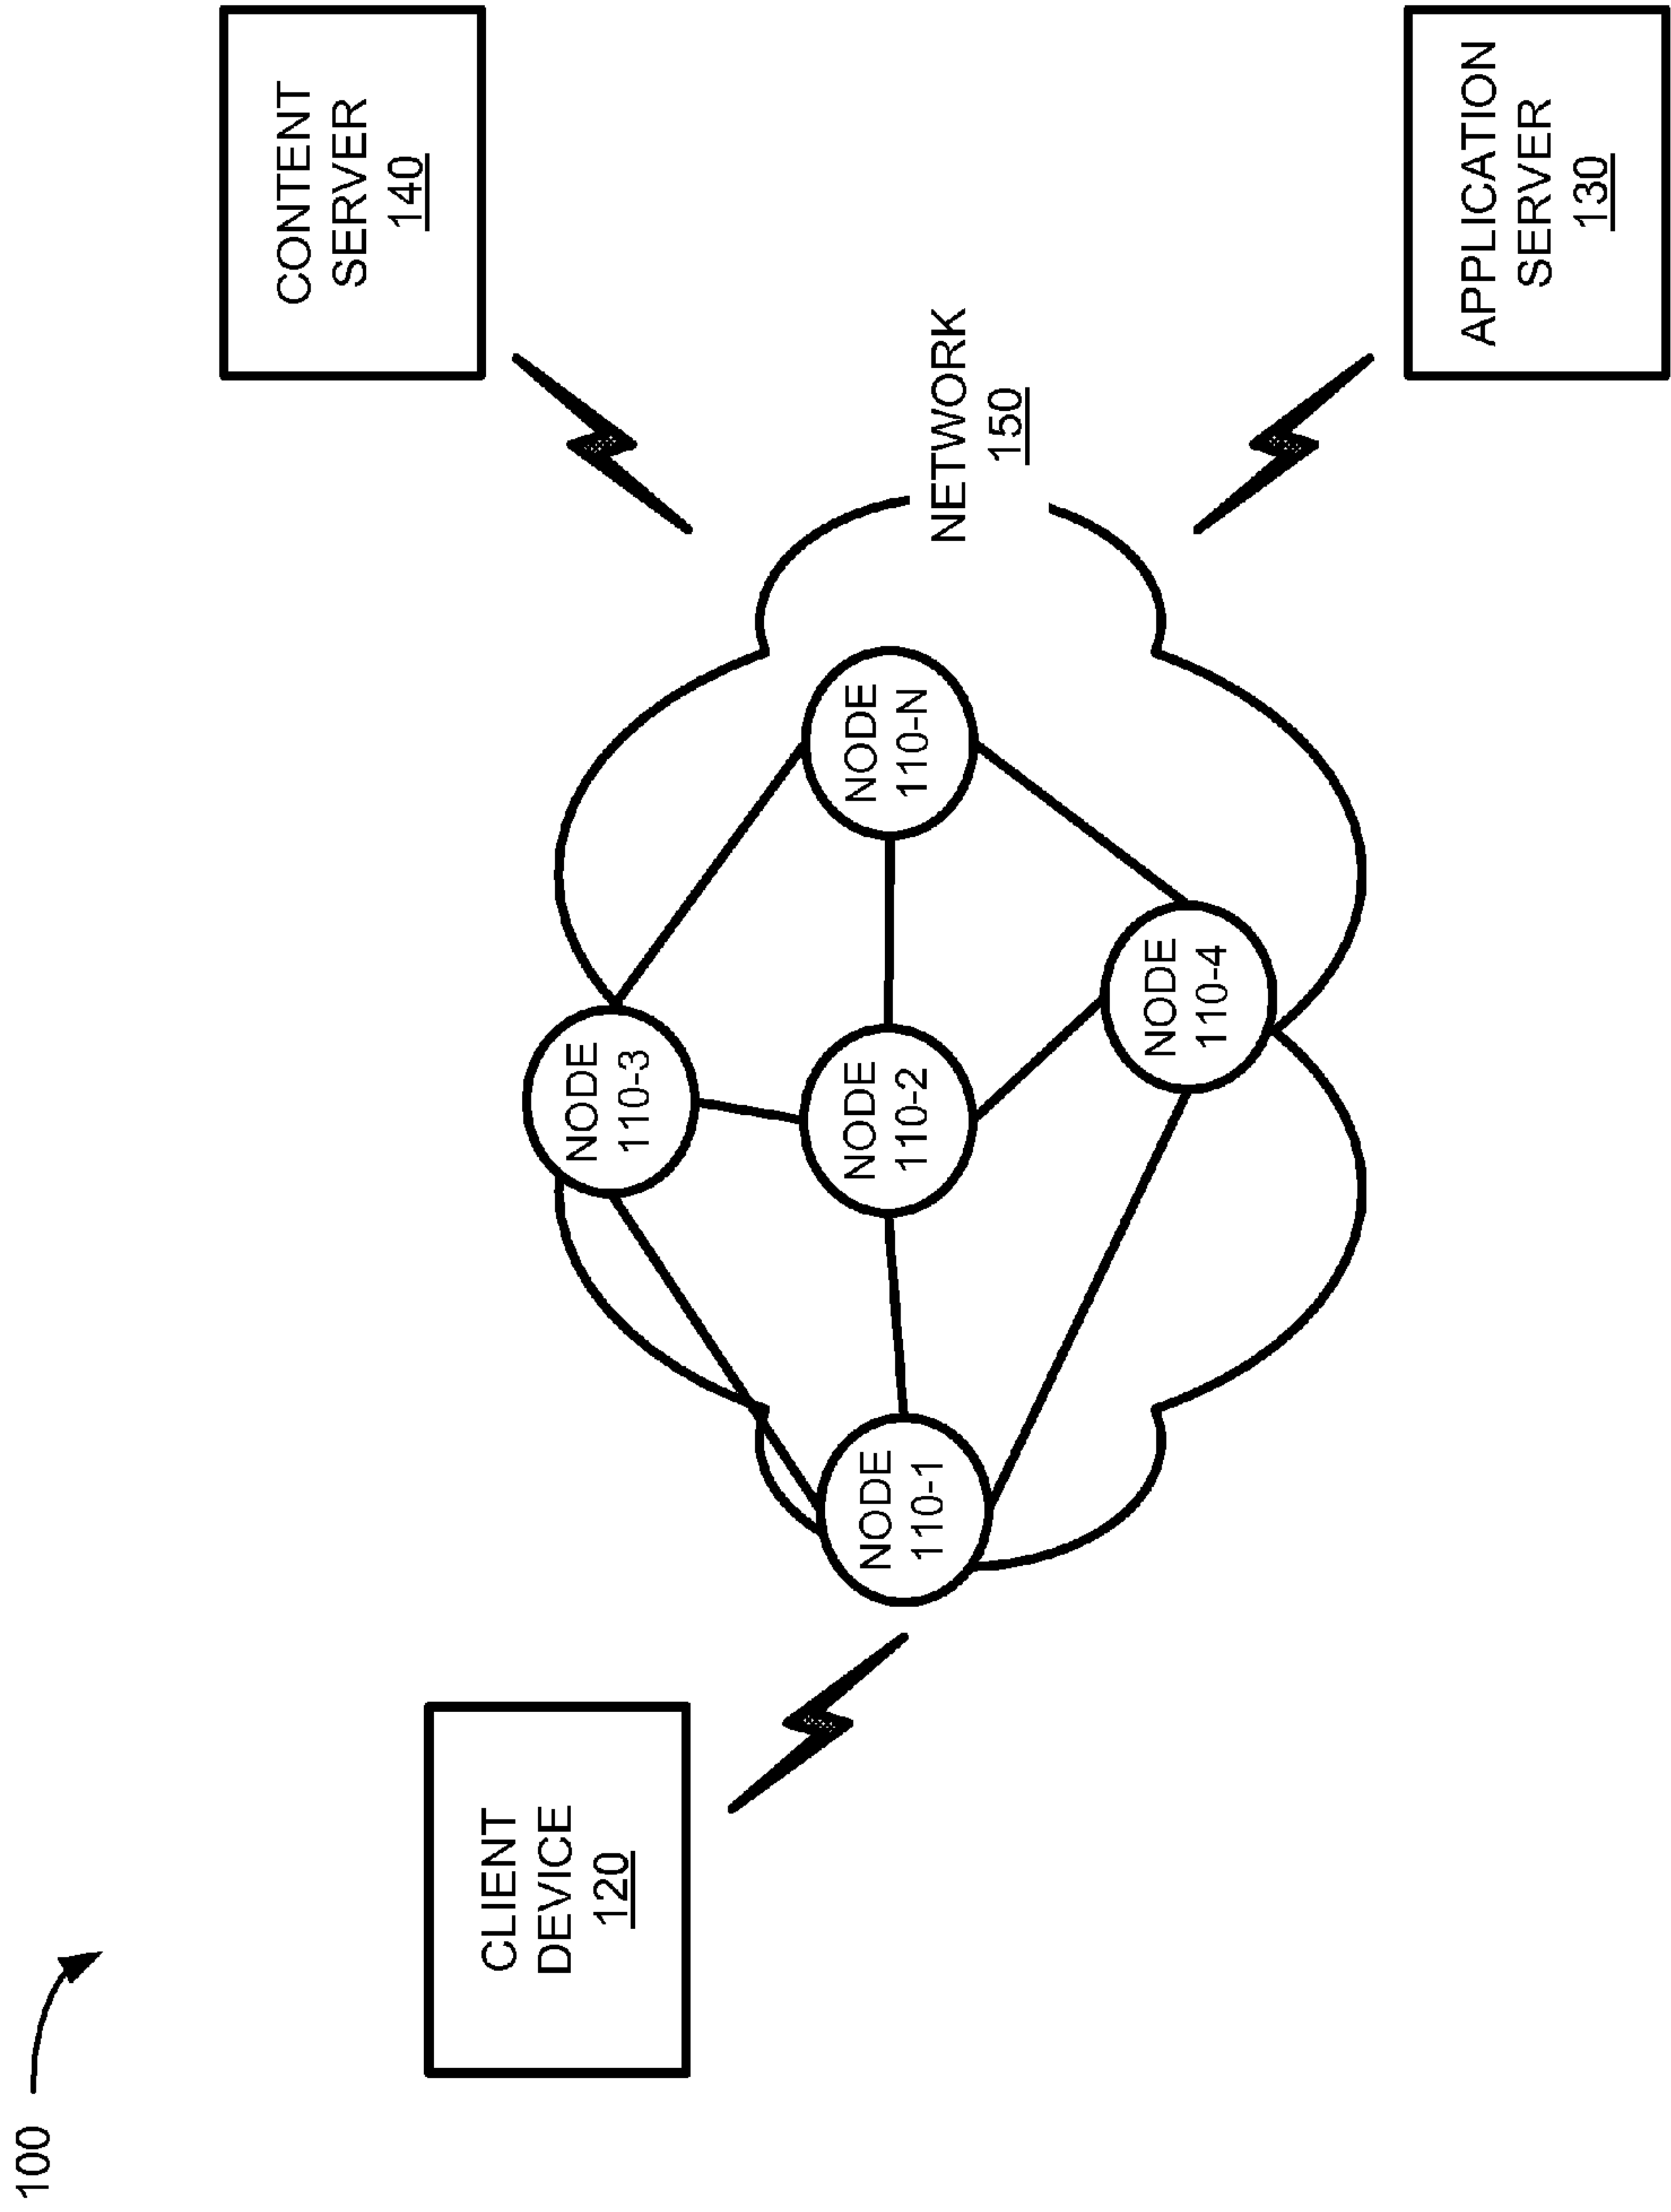 100
CLIENT
DEVICE
120
CONTENT
SERVER
140
NODE
110-3
NODE
110-1
NODE
110-2
NODE
110-N
NETWORK
150
NODE
110-4
APPLICATION
SERVER
130